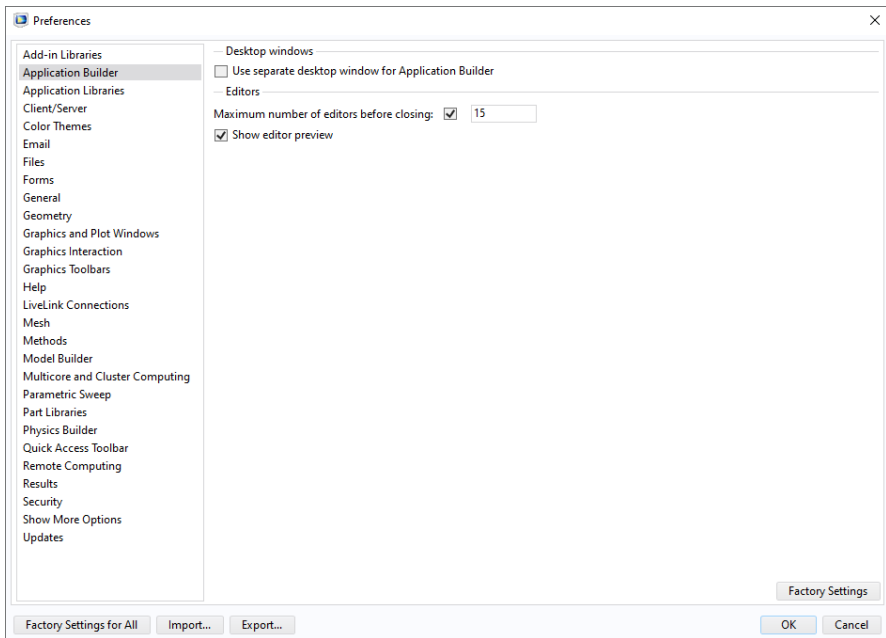 Preferences
Add-in Libraries
Application Builder
Application Libraries
Client/Server
Color Themes
Email
Files
Forms
General
Geometry
Graphics and Plot Windows
Graphics Interaction
Graphics Toolbars
Help
LiveLink Connections
Mesh
Methods
Model Builder
Multicore and Cluster Computing
Parametric Sweep
Part Libraries
Physics Builder
Quick Access Toolbar
Remote Computing
Results
Security
Show More Options
Updates
Desktop windows
Use separate desktop window for Application Builder
Editors
Maximum number of editors before closing: 15
Show editor preview
Factory Settings
Factory Settings for All Import... Export... OK Cancel